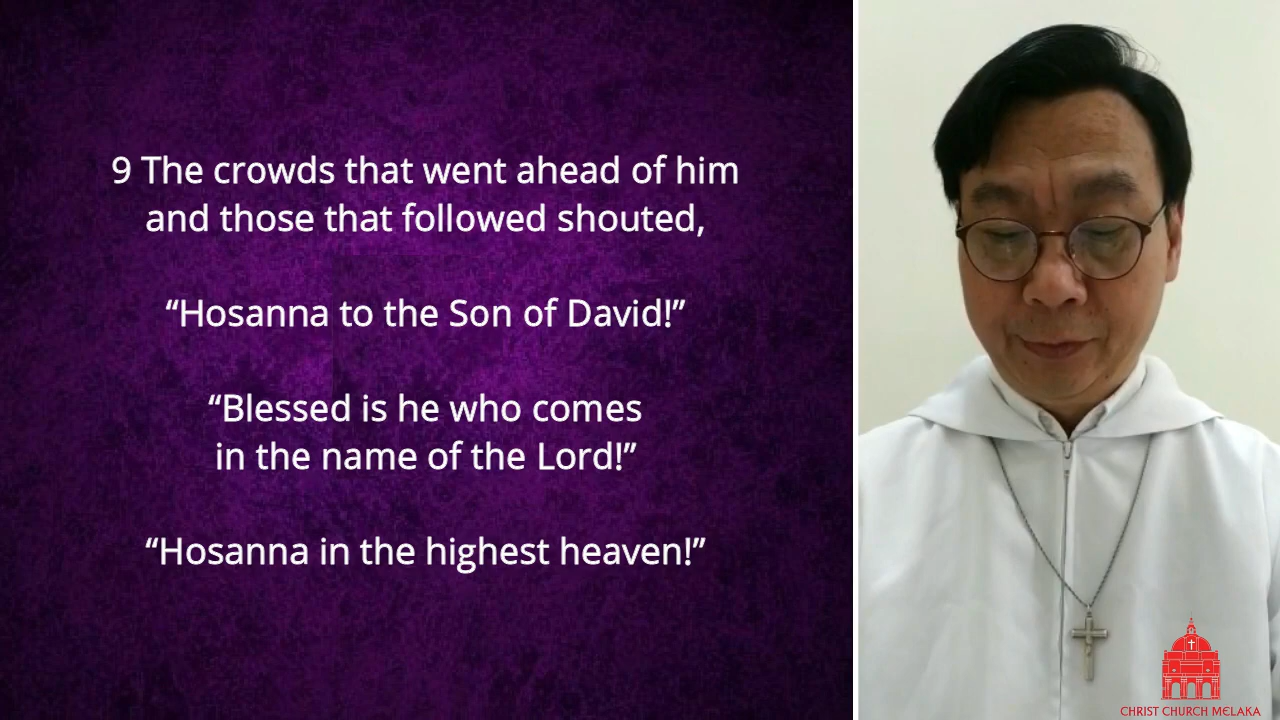 9 The crowds that went ahead of him
and those that followed shouted,
“Hosanna to the Son of David!”
“Blessed is he who comes
in the name of the Lord!”
“Hosanna in the highest heaven!”
CHRIST CHURCH MELAKA